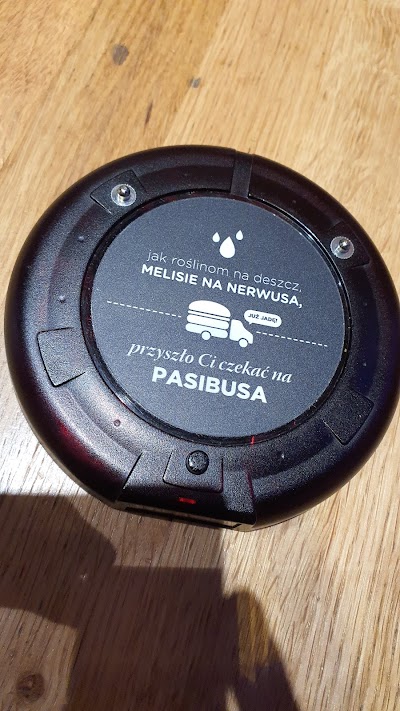 jak roślinom na deszcz,
MELISIE NA NERWUSA,
JUŻ JADĘ!
przyszło Ci czekać na
PASIBUSA